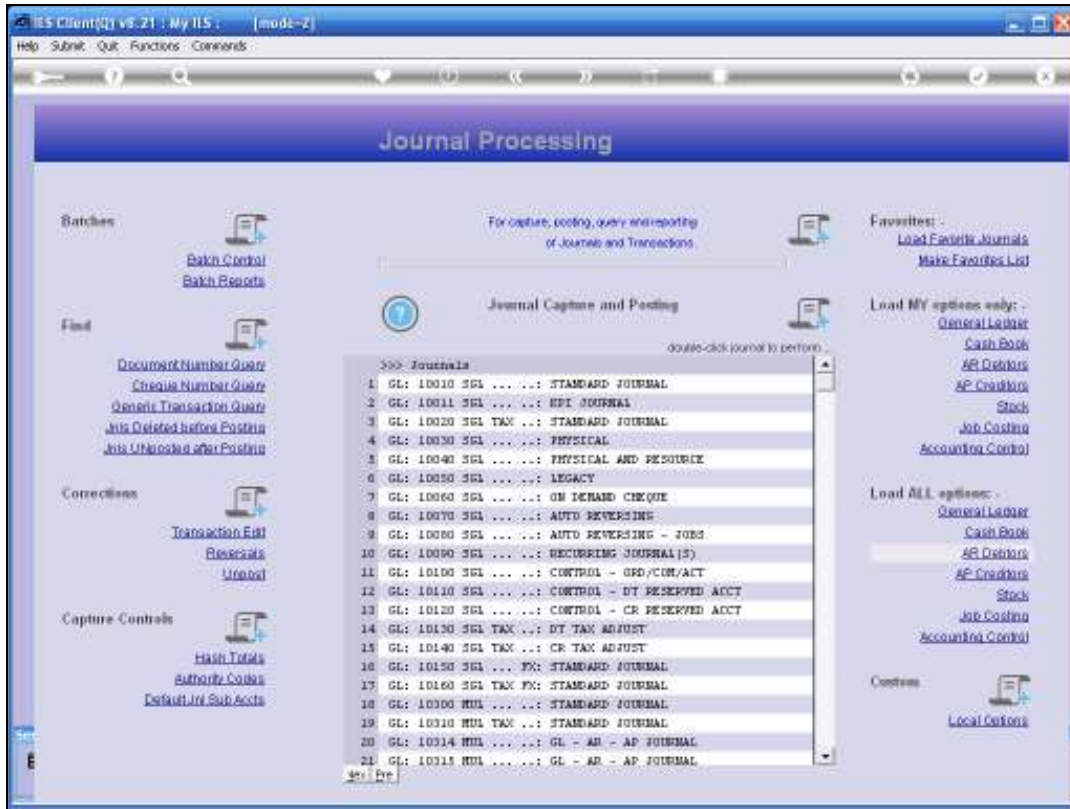 IES Client(Q) v8.21 : My IES : [mode=2]
Help Submit Quit Functions Commands
Journal Processing
Batches
Batch Control
Batch Reports
Find
Document Number Query
Cheque Number Query
Generic Transaction Query
Jnls Deleted before Posting
Jnls UNposted after Posting
Corrections
Transaction Edit
Reversals
Unpost
Capture Controls
Hash Totals
Authority Codes
Default Jnl Sub Accts
For capture, posting, query and reporting
of Journals and Transactions.
Journal Capture and Posting
double-click journal to perform :
>>> Journals
1 GL: 10010 SGL ... ..: STANDARD JOURNAL
2 GL: 10011 SGL ... ..: KPI JOURNAL
3 GL: 10020 SGL TAX ..: STANDARD JOURNAL
4 GL: 10030 SGL ... ..: PHYSICAL
5 GL: 10040 SGL ... ..: PHYSICAL AND RESOURCE
6 GL: 10050 SGL ... ..: LEGACY
7 GL: 10060 SGL ... ..: ON DEMAND CHEQUE
8 GL: 10070 SGL ... ..: AUTO REVERSING
9 GL: 10080 SGL ... ..: AUTO REVERSING - JOBS
10 GL: 10090 SGL ... ..: RECURRING JOURNAL(S)
11 GL: 10100 SGL ... ..: CONTROL - ORD/COM/ACT
12 GL: 10110 SGL ... ..: CONTROL - DT RESERVED ACCT
13 GL: 10120 SGL ... ..: CONTROL - CR RESERVED ACCT
14 GL: 10130 SGL TAX ..: DT TAX ADJUST
15 GL: 10140 SGL TAX ..: CR TAX ADJUST
16 GL: 10150 SGL ... FX: STANDARD JOURNAL
17 GL: 10160 SGL TAX FX: STANDARD JOURNAL
18 GL: 10300 MUL ... ..: STANDARD JOURNAL
19 GL: 10310 MUL TAX ..: STANDARD JOURNAL
20 GL: 10314 MUL ... ..: GL - AR - AP JOURNAL
21 GL: 10315 MUL ... ..: GL - AR - AP JOURNAL
Nex Pre
Favorites: -
Load Favorite Journals
Make Favorites List
Load MY options only: -
General Ledger
Cash Book
AR Debtors
AP Creditors
Stock
Job Costing
Accounting Control
Load ALL options: -
General Ledger
Cash Book
AR Debtors
AP Creditors
Stock
Job Costing
Accounting Control
Custom
Local Options